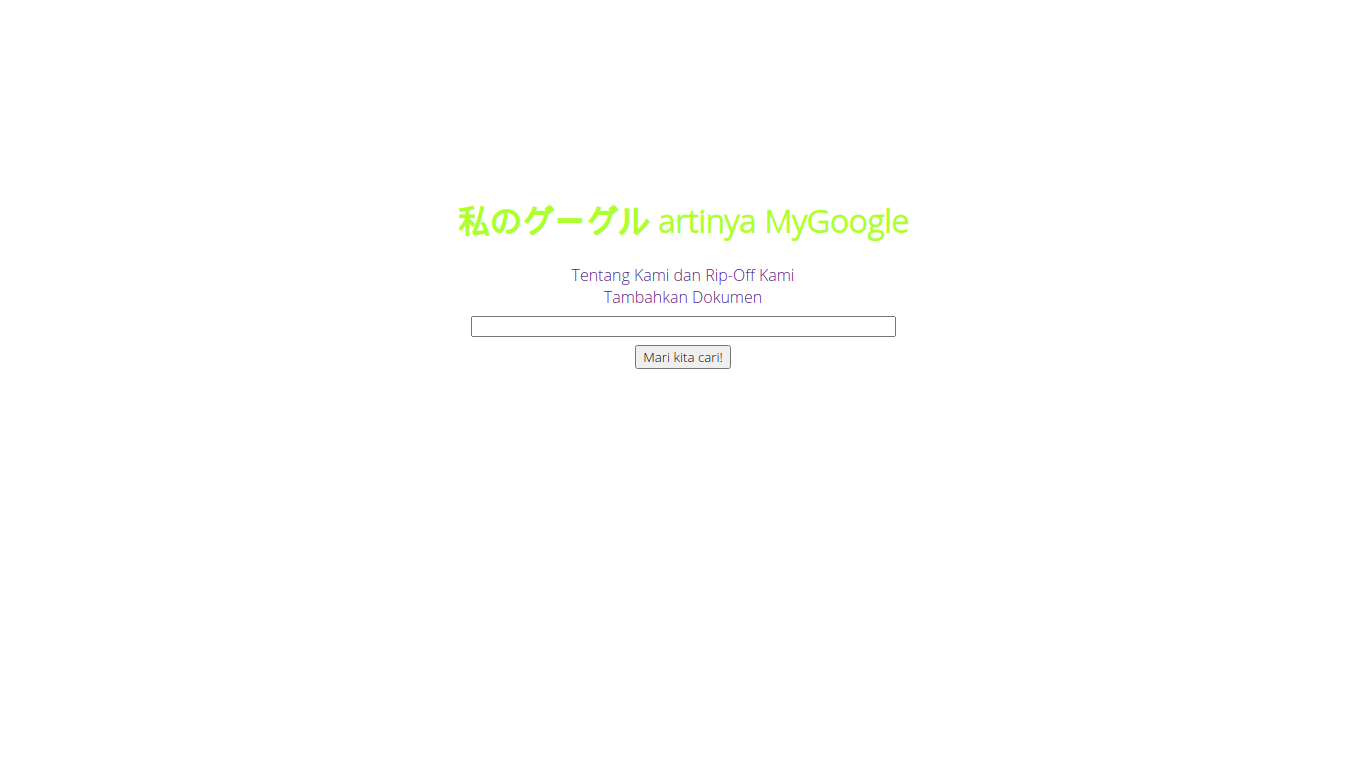 私のグーグル artinya MyGoogle
Tentang Kami dan Rip-Off Kami
Tambahkan Dokumen
Mari kita cari!